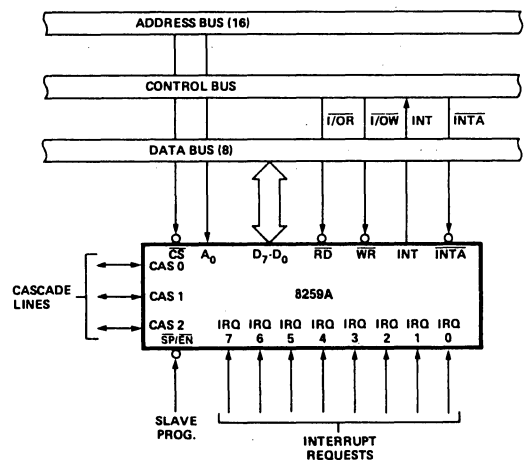 ADDRESS BUS (16)
CONTROL BUS
I/OR I/OW INT INTA
DATA BUS (8)
CS A0 D7-D0 RD WR INT INTA
CAS 0
CASCADE LINES
CAS 1
8259A
CAS 2
SP/EN
IRQ IRQ IRQ IRQ IRQ IRQ IRQ IRQ
7 6 5 4 3 2 1 0
SLAVE
PROG.
INTERRUPT
REQUESTS